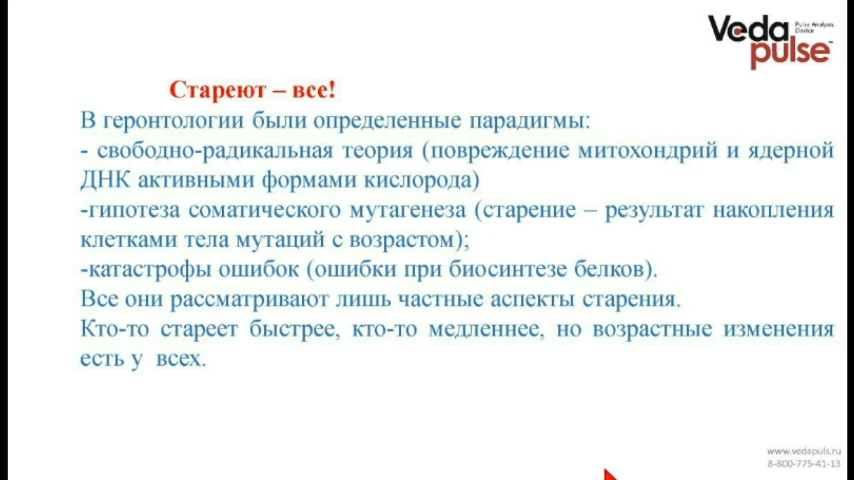 Veda
pulse™
Pulse Analysis
Device
Стареют – все!
В геронтологии были определенные парадигмы:
- свободно-радикальная теория (повреждение митохондрий и ядерной
ДНК активными формами кислорода)
-гипотеза соматического мутагенеза (старение – результат накопления
клетками тела мутаций с возрастом);
-катастрофы ошибок (ошибки при биосинтезе белков).
Все они рассматривают лишь частные аспекты старения.
Кто-то стареет быстрее, кто-то медленнее, но возрастные изменения
есть у  всех.
www.vedapuls.ru
8-800-775-41-13